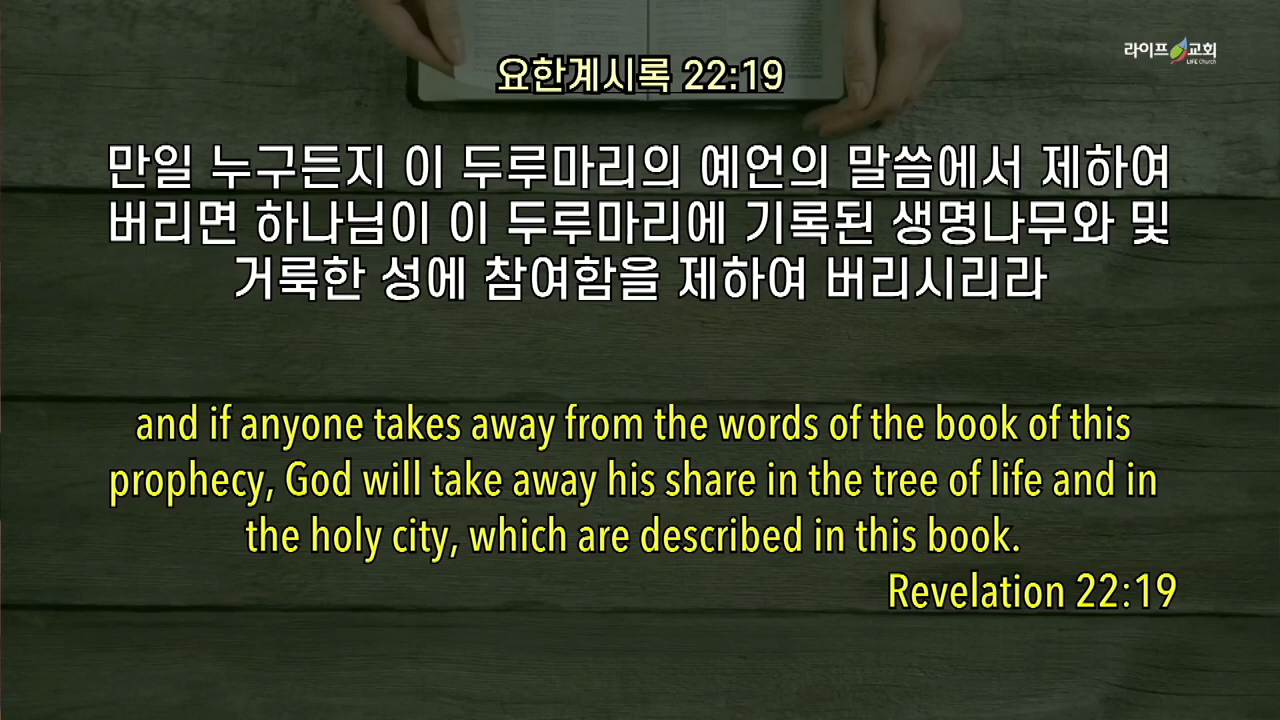 라이프교회
LIFE Church
요한계시록 22:19
만일 누구든지 이 두루마리의 예언의 말씀에서 제하여
버리면 하나님이 이 두루마리에 기록된 생명나무와 및
거룩한 성에 참여함을 제하여 버리시리라
and if anyone takes away from the words of the book of this
prophecy, God will take away his share in the tree of life and in
the holy city, which are described in this book.
Revelation 22:19